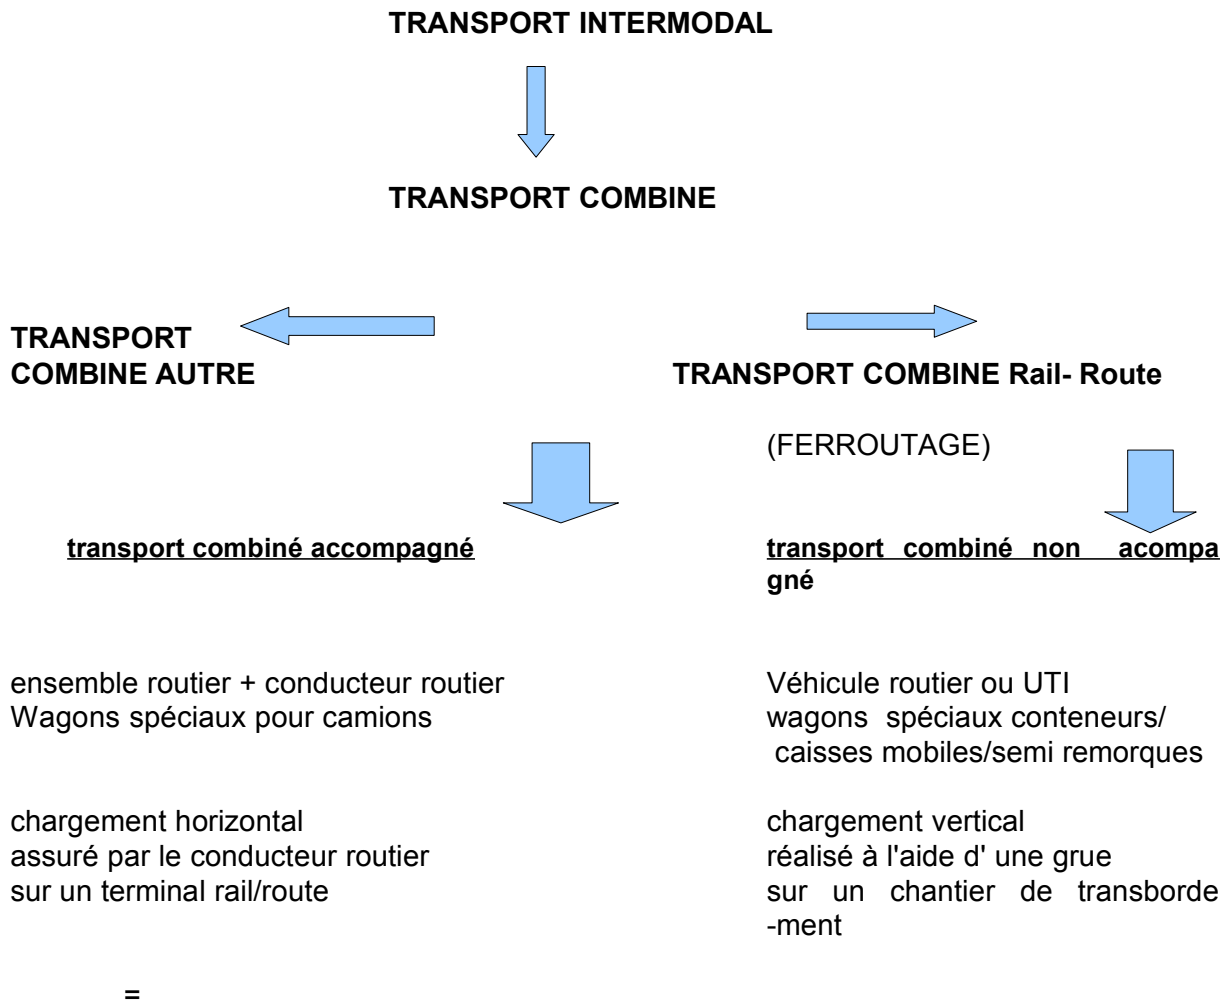 TRANSPORT INTERMODAL
TRANSPORT COMBINE
TRANSPORT
COMBINE AUTRE
TRANSPORT COMBINE Rail- Route
(FERROUTAGE)
transport combiné accompagné
transport combiné non acompa
gné
ensemble routier + conducteur routier
Wagons spéciaux pour camions
Véhicule routier ou UTI
wagons spéciaux conteneurs/
caisses mobiles/semi remorques
chargement horizontal
assuré par le conducteur routier
sur un terminal rail/route
chargement vertical
réalisé à l'aide d' une grue
sur un chantier de transborde
-ment
=